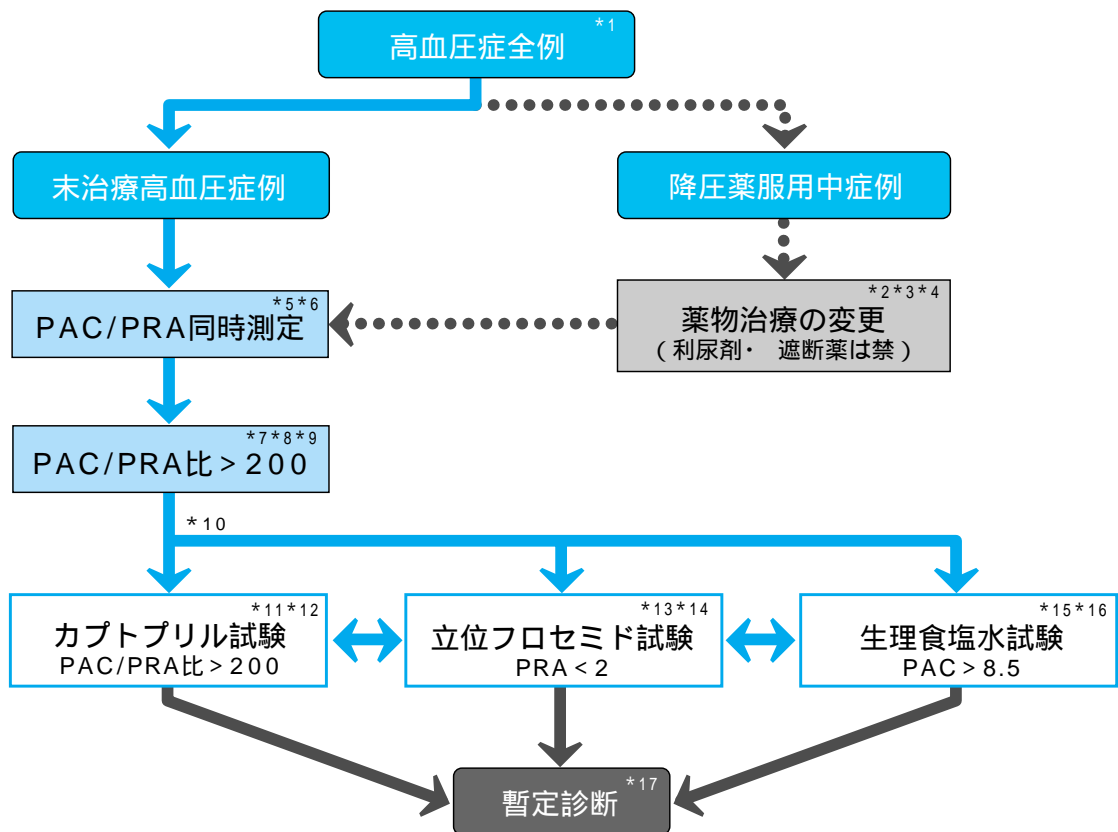 *1
高血圧症全例
末治療高血圧症例
降圧薬服用中症例
*5*6
PAC/PRA同時測定
*2*3*4
薬物治療の変更
(利尿剤・ 遮断薬は禁)
*7*8*9
PAC/PRA比>200
*10
*11*12
カプトプリル試験
PAC/PRA比>200
*13*14
立位フロセミド試験
PRA<2
*15*16
生理食塩水試験
PAC>8.5
*17
暫定診断